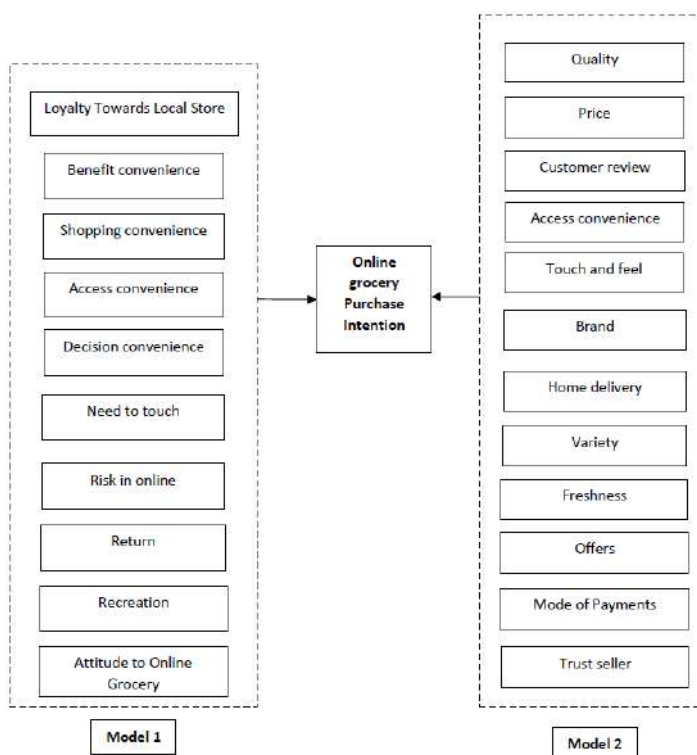 Loyalty Towards Local Store
Benefit convenience
Shopping convenience
Access convenience
Decision convenience
Need to touch
Risk in online
Return
Recreation
Attitude to Online
Grocery
Model 1
Online
grocery
Purchase
Intention
Quality
Price
Customer review
Access convenience
Touch and feel
Brand
Home delivery
Variety
Freshness
Offers
Mode of Payments
Trust seller
Model 2